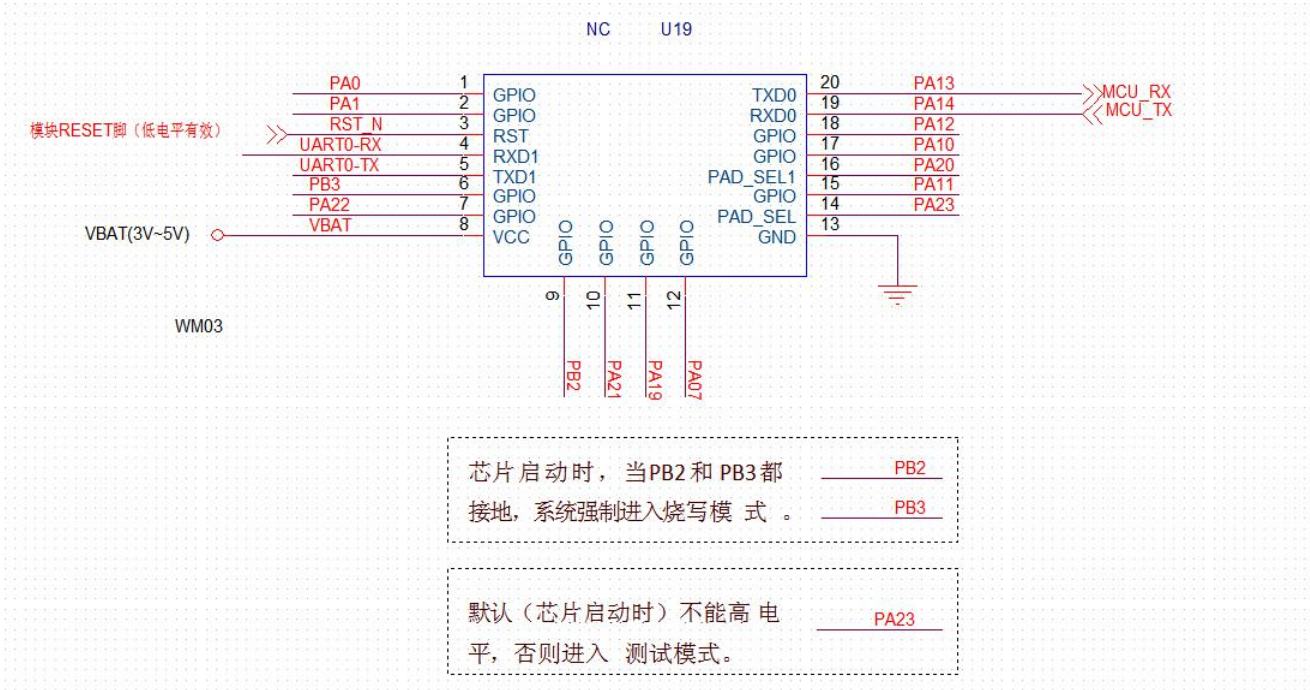 NC U19
PA0 1 GPIO
PA1 2 GPIO
模块RESET脚（低电平有效） RST_N 3 RST
UART0-RX 4 RXD1
UART0-TX 5 TXD1
PB3 6 GPIO
PA22 7 GPIO
VBAT(3V~5V) VBAT 8 VCC
TXD0 20 PA13 MCU_RX
RXD0 19 PA14 MCU_TX
GPIO 18 PA12
GPIO 17 PA10
PAD_SEL1 16 PA20
GPIO 15 PA11
PAD_SEL 14 PA23
GND 13
GPIO GPIO GPIO GPIO
9 10 11 12
WM03
PB2 PA21 PA19 PA07
芯片启动时，当PB2和PB3都 PB2
接地，系统强制进入烧写模 式 。 PB3
默认（芯片启动时）不能高 电
平，否则进入 测试模式。 PA23